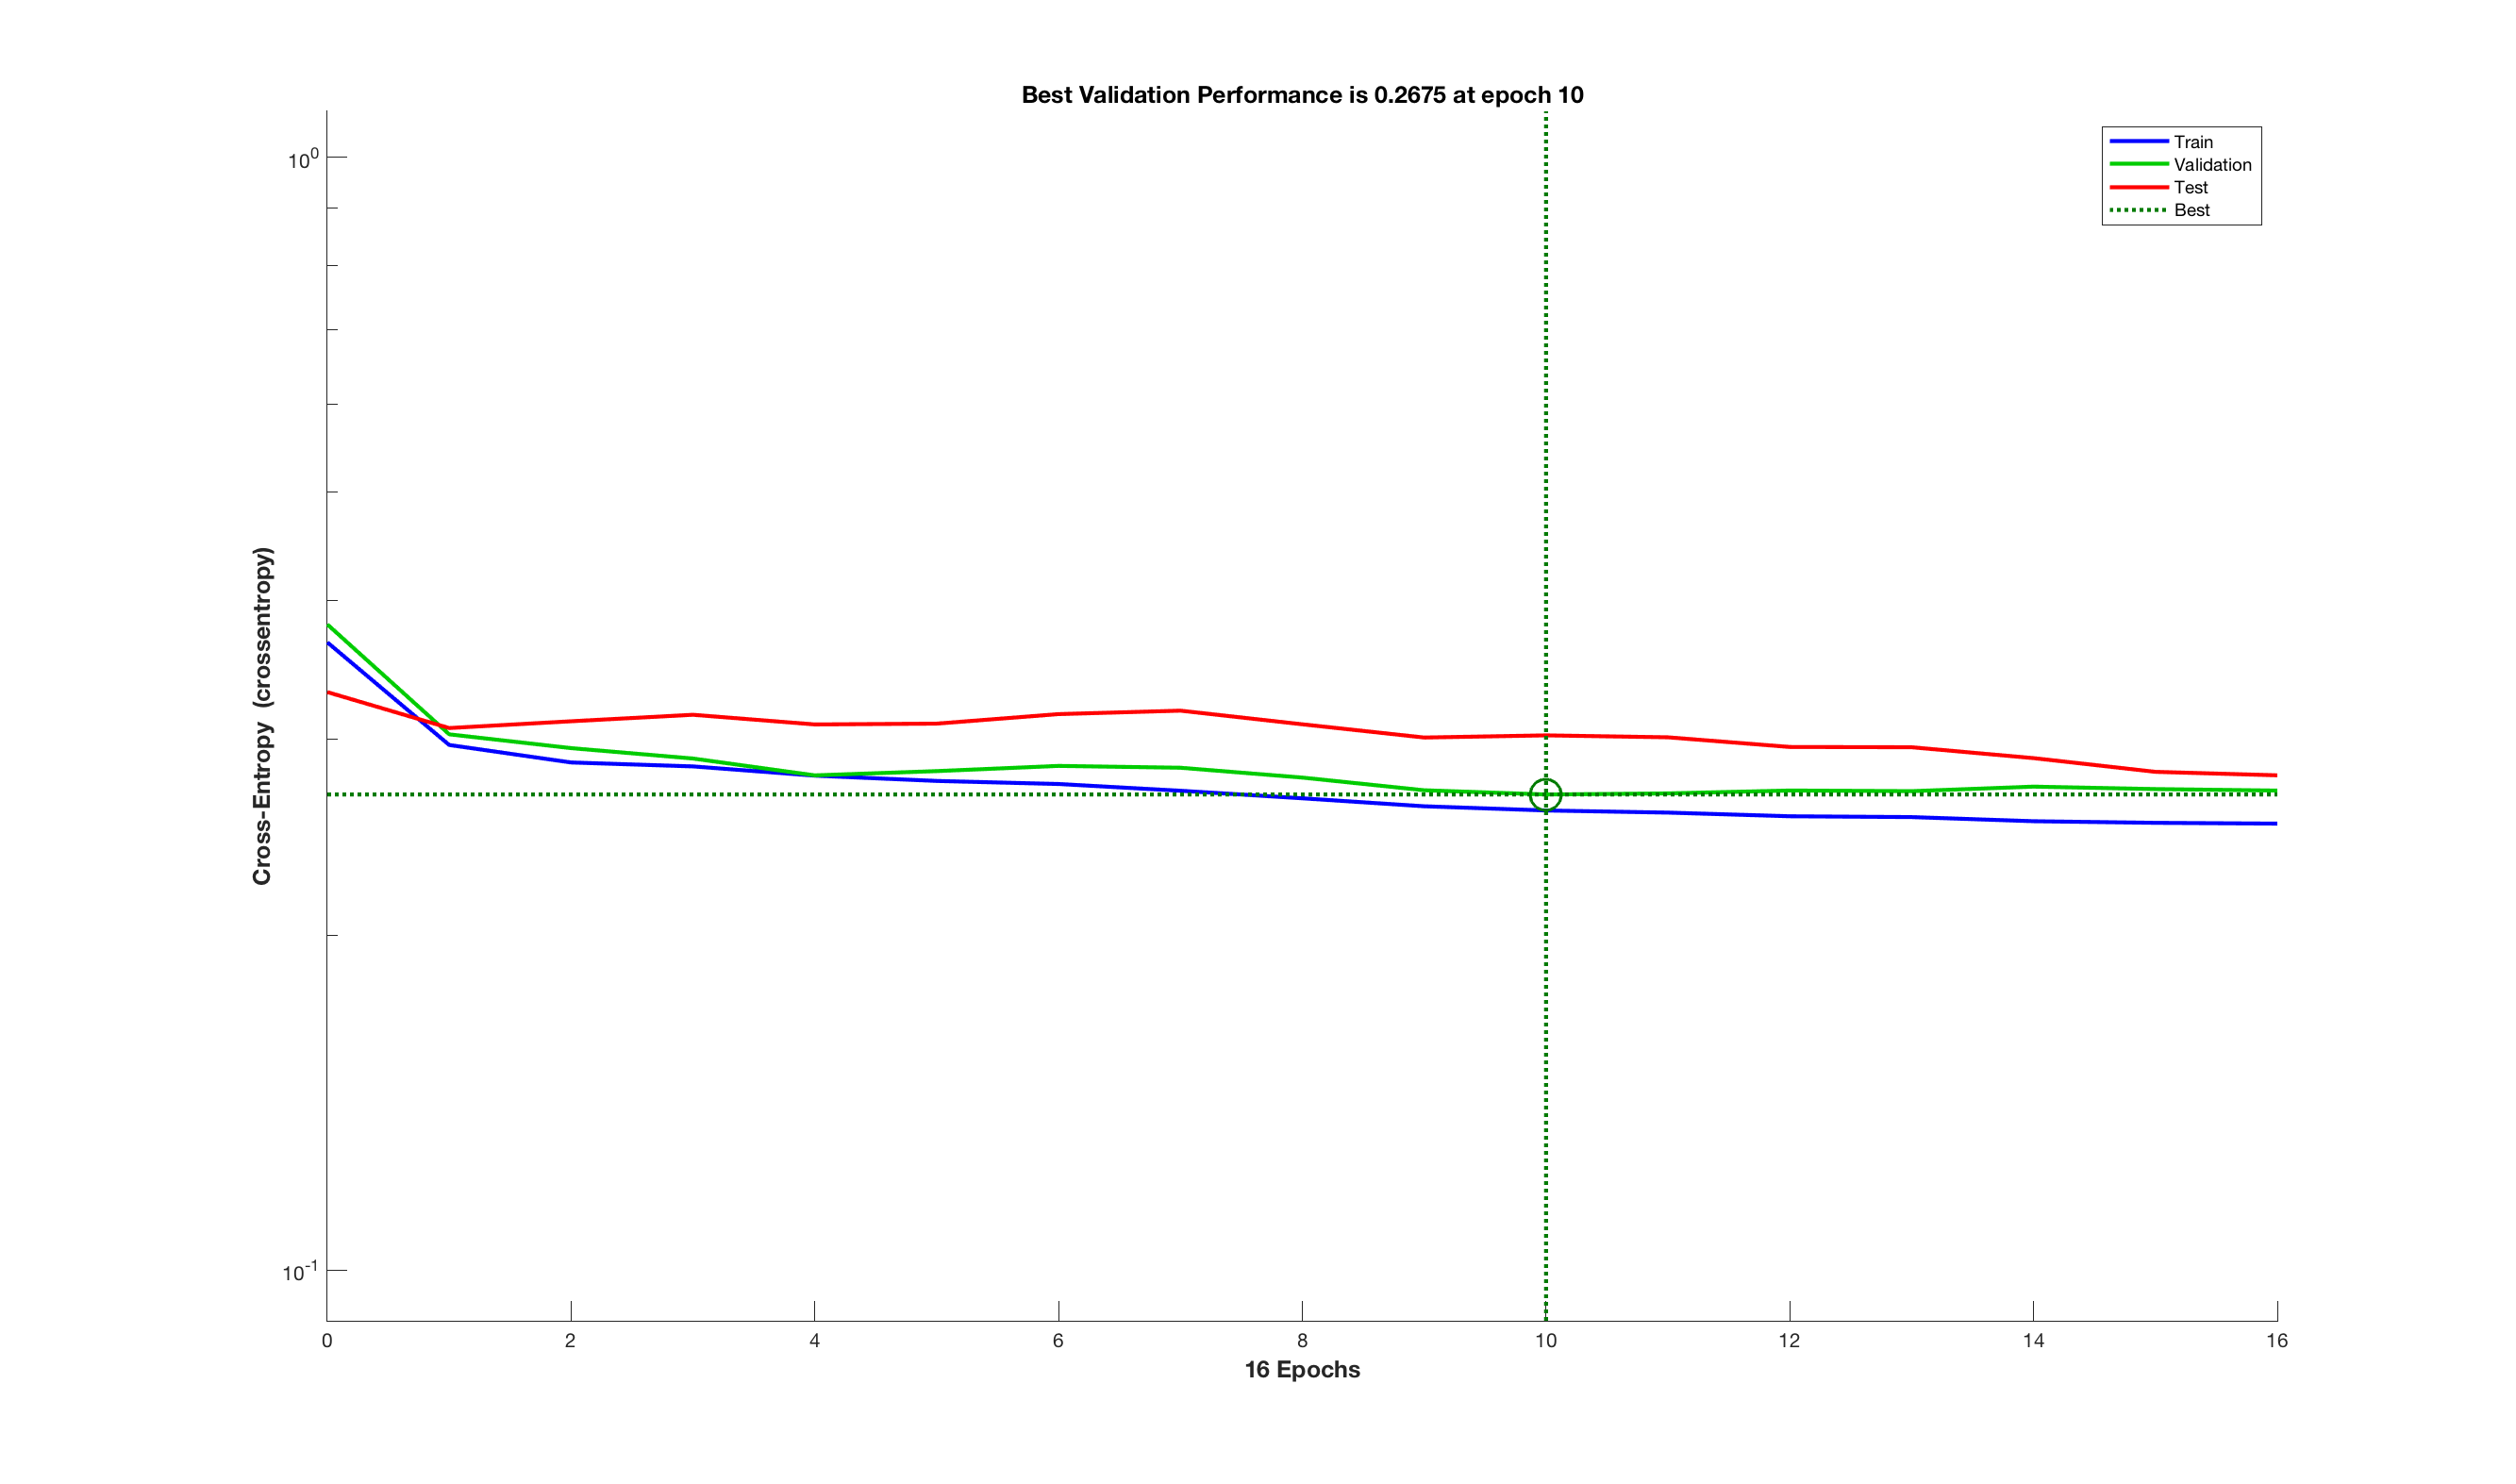 Best Validation Performance is 0.2675 at epoch 10
Train
Validation
Test
Best
10^0
10^-1
Cross-Entropy (crossentropy)
0 2 4 6 8 10 12 14 16
16 Epochs